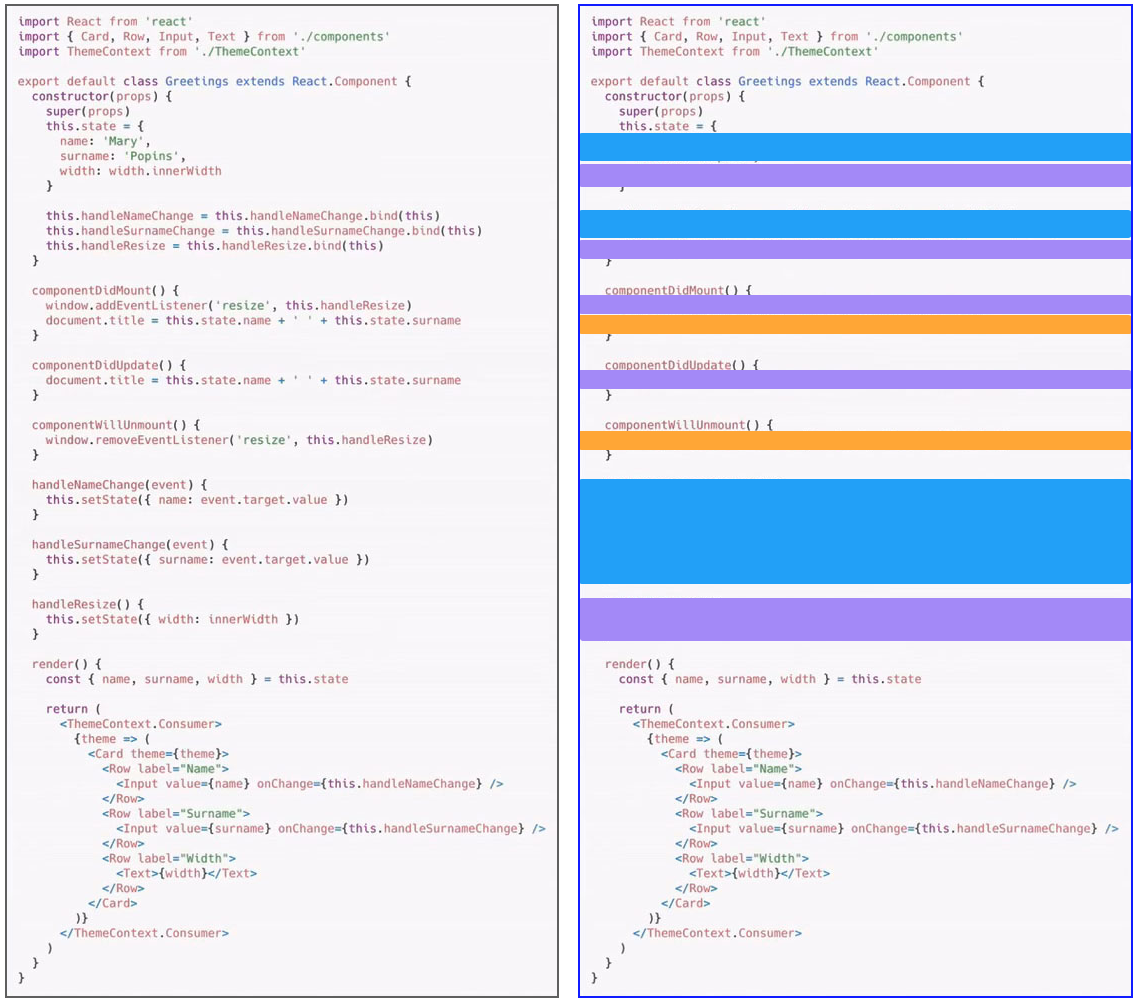 import React from 'react'
import { Card, Row, Input, Text } from './components'
import ThemeContext from './ThemeContext'
export default class Greetings extends React.Component {
constructor(props) {
super(props)
this.state = {
name: 'Mary',
surname: 'Popins',
width: width.innerWidth
}
this.handleNameChange = this.handleNameChange.bind(this)
this.handleSurnameChange = this.handleSurnameChange.bind(this)
this.handleResize = this.handleResize.bind(this)
}
componentDidMount() {
window.addEventListener('resize', this.handleResize)
document.title = this.state.name + ' ' + this.state.surname
}
componentDidUpdate() {
document.title = this.state.name + ' ' + this.state.surname
}
componentWillUnmount() {
window.removeEventListener('resize', this.handleResize)
}
handleNameChange(event) {
this.setState({ name: event.target.value })
}
handleSurnameChange(event) {
this.setState({ surname: event.target.value })
}
handleResize() {
this.setState({ width: innerWidth })
}
render() {
const { name, surname, width } = this.state
return (
<ThemeContext.Consumer>
{theme => (
<Card theme={theme}>
<Row label="Name">
<Input value={name} onChange={this.handleNameChange} />
</Row>
<Row label="Surname">
<Input value={surname} onChange={this.handleSurnameChange} />
</Row>
<Row label="Width">
<Text>{width}</Text>
</Row>
</Card>
)}
</ThemeContext.Consumer>
)
}
}
import React from 'react'
import { Card, Row, Input, Text } from './components'
import ThemeContext from './ThemeContext'
export default class Greetings extends React.Component {
constructor(props) {
super(props)
this.state = {
}
}
componentDidMount() {
}
componentDidUpdate() {
}
componentWillUnmount() {
}
render() {
const { name, surname, width } = this.state
return (
<ThemeContext.Consumer>
{theme => (
<Card theme={theme}>
<Row label="Name">
<Input value={name} onChange={this.handleNameChange} />
</Row>
<Row label="Surname">
<Input value={surname} onChange={this.handleSurnameChange} />
</Row>
<Row label="Width">
<Text>{width}</Text>
</Row>
</Card>
)}
</ThemeContext.Consumer>
)
}
}